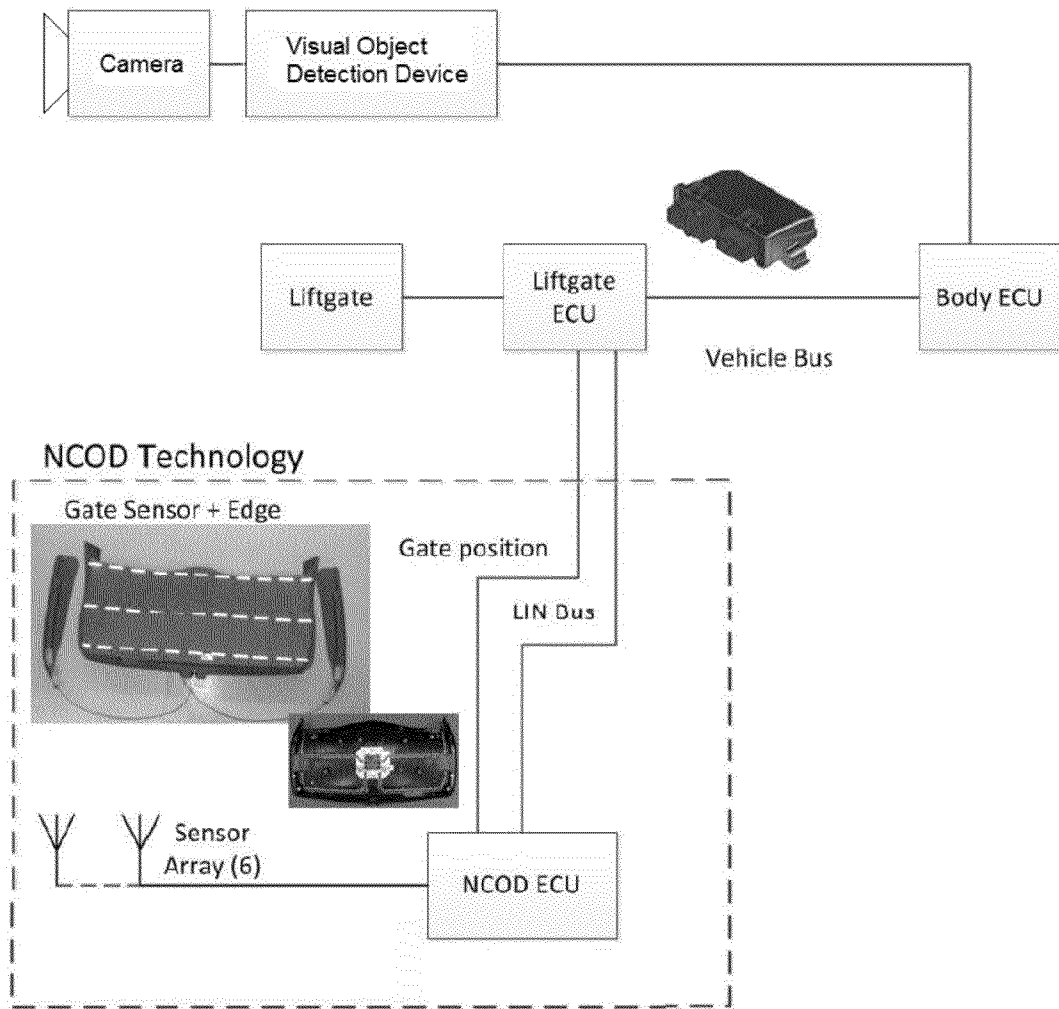 Camera
Visual Object
Detection Device
Liftgate
Liftgate
ECU
Body ECU
Vehicle Bus
NCOD Technology
Gate Sensor + Edge
Gate position
LIN Bus
Sensor
Array (6)
NCOD ECU